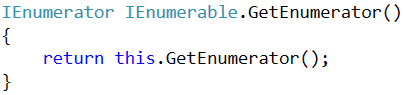 IEnumerator IEnumerable.GetEnumerator()
{
    return this.GetEnumerator();
}